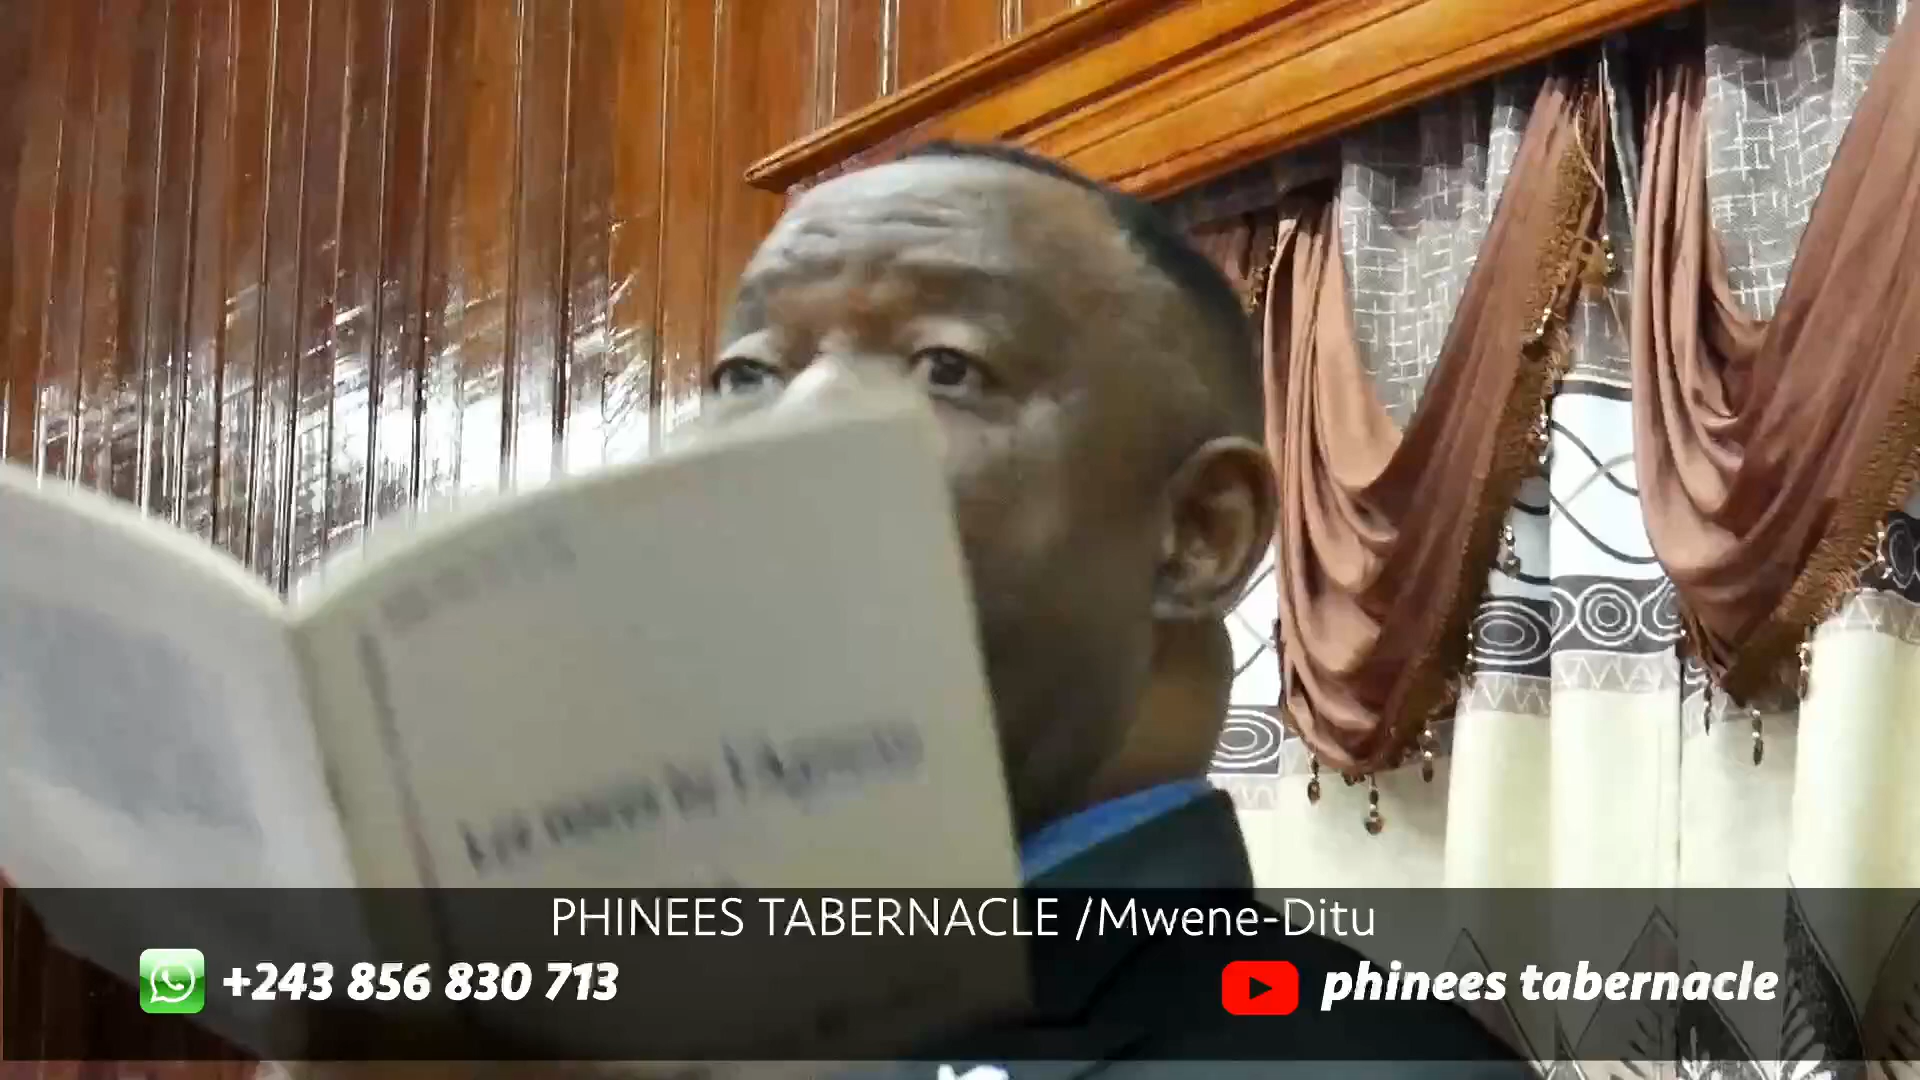 PHINEES TABERNACLE /Mwene-Ditu
+243 856 830 713
phinees tabernacle